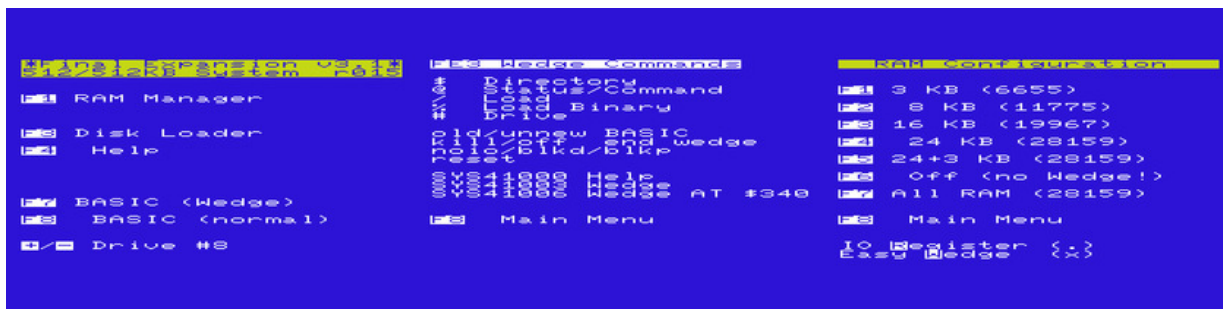 *Final Expansion V3.1*
512/512KB System r015
F1 RAM Manager
F3 Disk Loader
F4 Help
F7 BASIC (Wedge)
F8 BASIC (normal)
+/- Drive #8
FE3 Wedge Commands
$ Directory
@ Status/Command
/ Load
% Load Binary
# Drive
old/unnew BASIC
kill/off end wedge
noio/blkd/blkp
reset
SYS41000 Help
SYS41003 Wedge
SYS41006 Wedge AT $340
F8 Main Menu
RAM Configuration
F1 3 KB (6655)
F2 8 KB (11775)
F3 16 KB (19967)
F4 24 KB (28159)
F5 24+3 KB (28159)
F6 Off (no Wedge!)
F7 All RAM (28159)
F8 Main Menu
IO Register (.)
Easy Wedge (x)